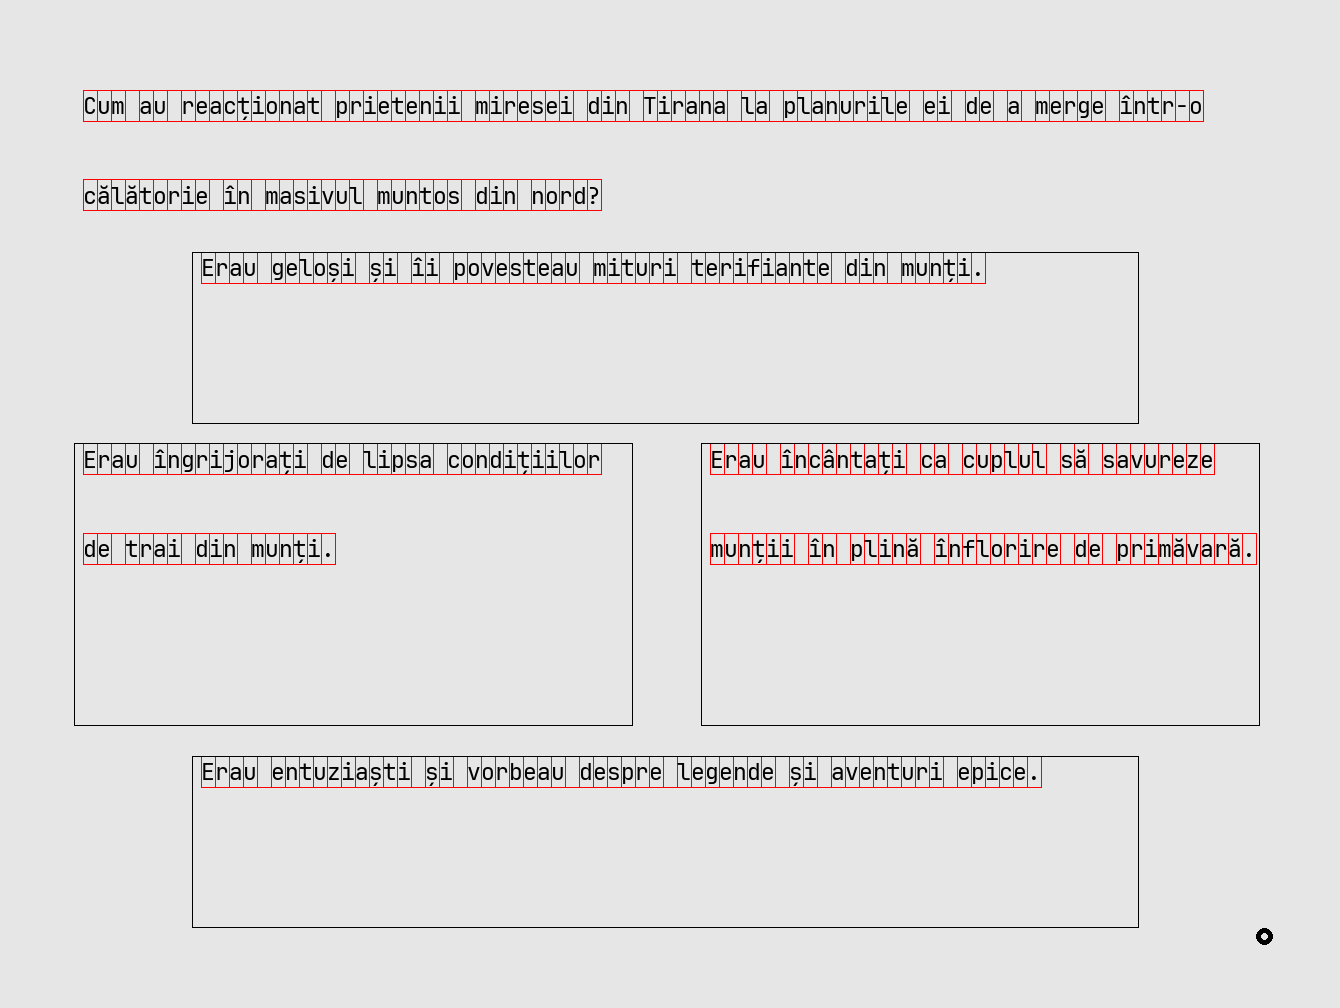 Cum au reacționat prietenii miresei din Tirana la planurile ei de a merge într-o
călătorie în masivul muntos din nord?
Erau geloși și îi povesteau mituri terifiante din munți.
Erau îngrijorați de lipsa condițiilor
de trai din munți.
Erau încântați ca cuplul să savureze
munții în plină înflorire de primăvară.
Erau entuziaști și vorbeau despre legende și aventuri epice.